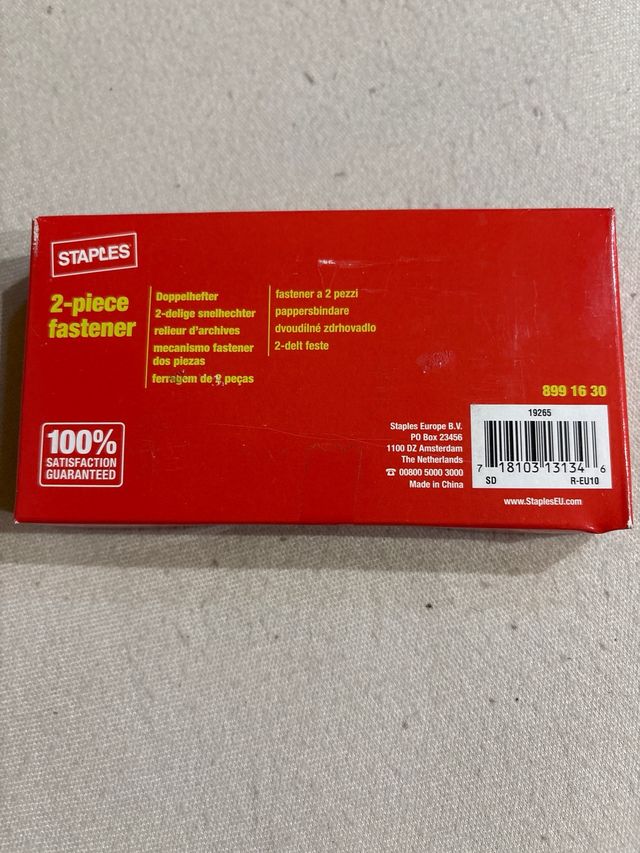 STAPLES
2-piece
fastener
Doppelhefter
2-delige snelhechter
relieur d'archives
mecanismo fastener
dos piezas
ferragem de 2 peças
fastener a 2 pezzi
pappersbindare
dvoudílné zdrhovadlo
2-delt feste
100%
SATISFACTION
GUARANTEED
Staples Europe B.V.
PO Box 23456
1100 DZ Amsterdam
The Netherlands
☎ 00800 5000 3000
Made in China
899 16 30
19265
7 18103 13134 6
SD R-EU10
www.StaplesEU.com